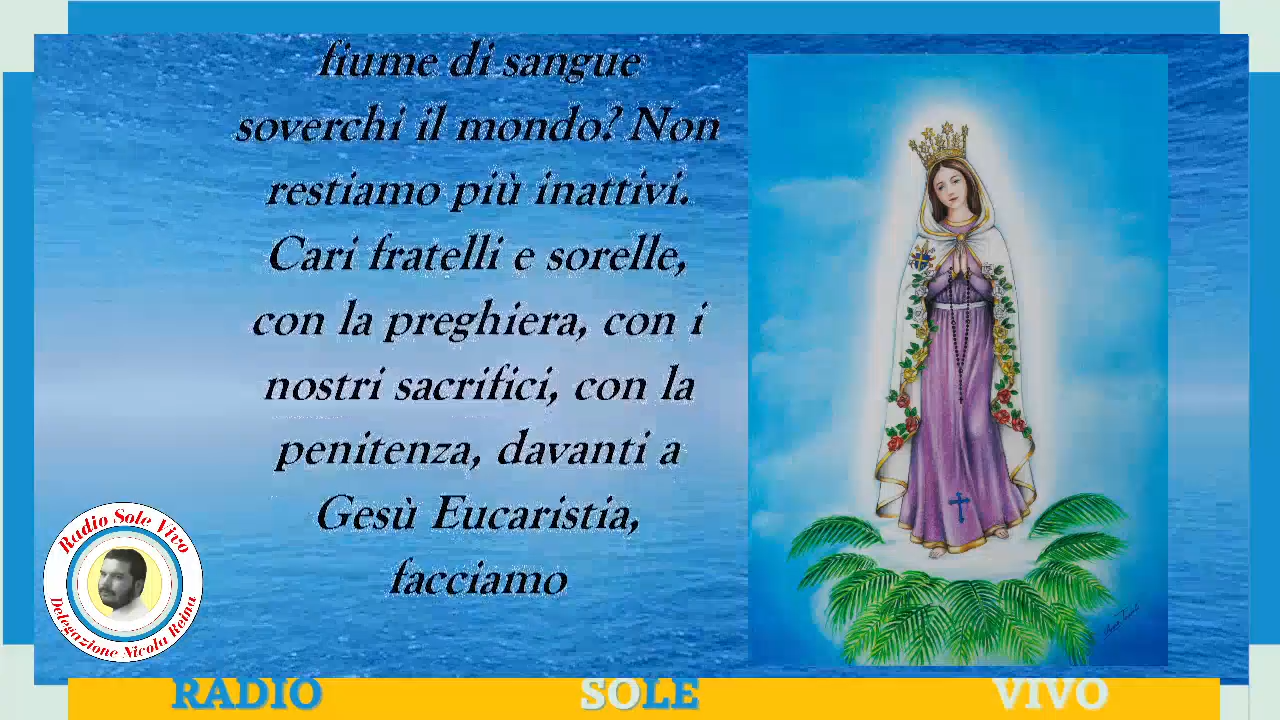 fiume di sangue
soverchi il mondo? Non
restiamo più inattivi.
Cari fratelli e sorelle,
con la preghiera, con i
nostri sacrifici, con la
penitenza, davanti a
Gesù Eucaristia,
facciamo
Radio Sole Vivo
Delegazione Nicola Reina
RADIO SOLE VIVO